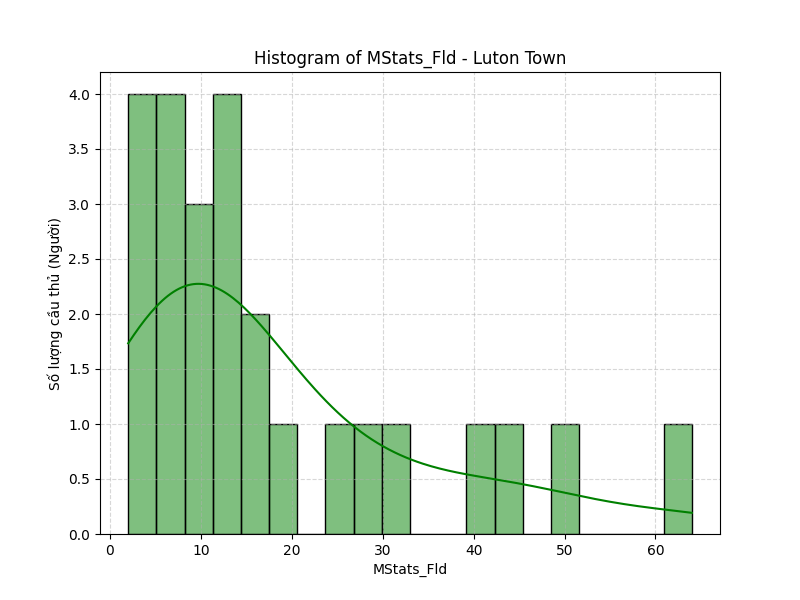 Histogram of MStats_Fld - Luton Town
4.0
3.5
3.0
2.5
2.0
1.5
1.0
0.5
0.0
Số lượng cầu thủ (Người)
0 10 20 30 40 50 60
MStats_Fld